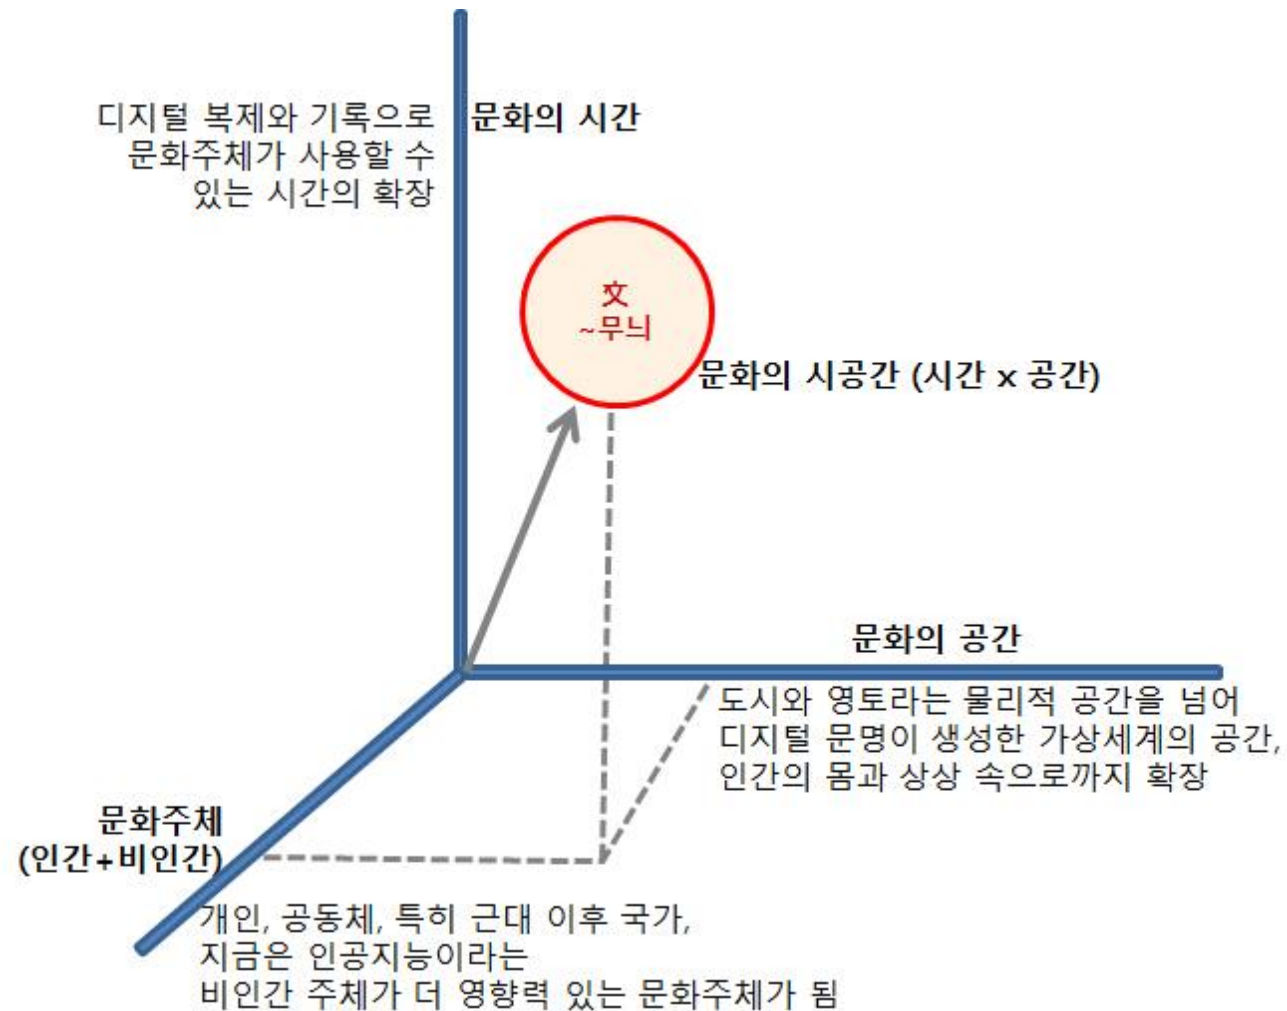 디지털 복제와 기록으로
문화주체가 사용할 수
있는 시간의 확장
문화의 시간
文
~무늬
문화의 시공간 (시간 x 공간)
문화의 공간
도시와 영토라는 물리적 공간을 넘어
디지털 문명이 생성한 가상세계의 공간,
인간의 몸과 상상 속으로까지 확장
문화주체
(인간+비인간)
개인, 공동체, 특히 근대 이후 국가,
지금은 인공지능이라는
비인간 주체가 더 영향력 있는 문화주체가 됨